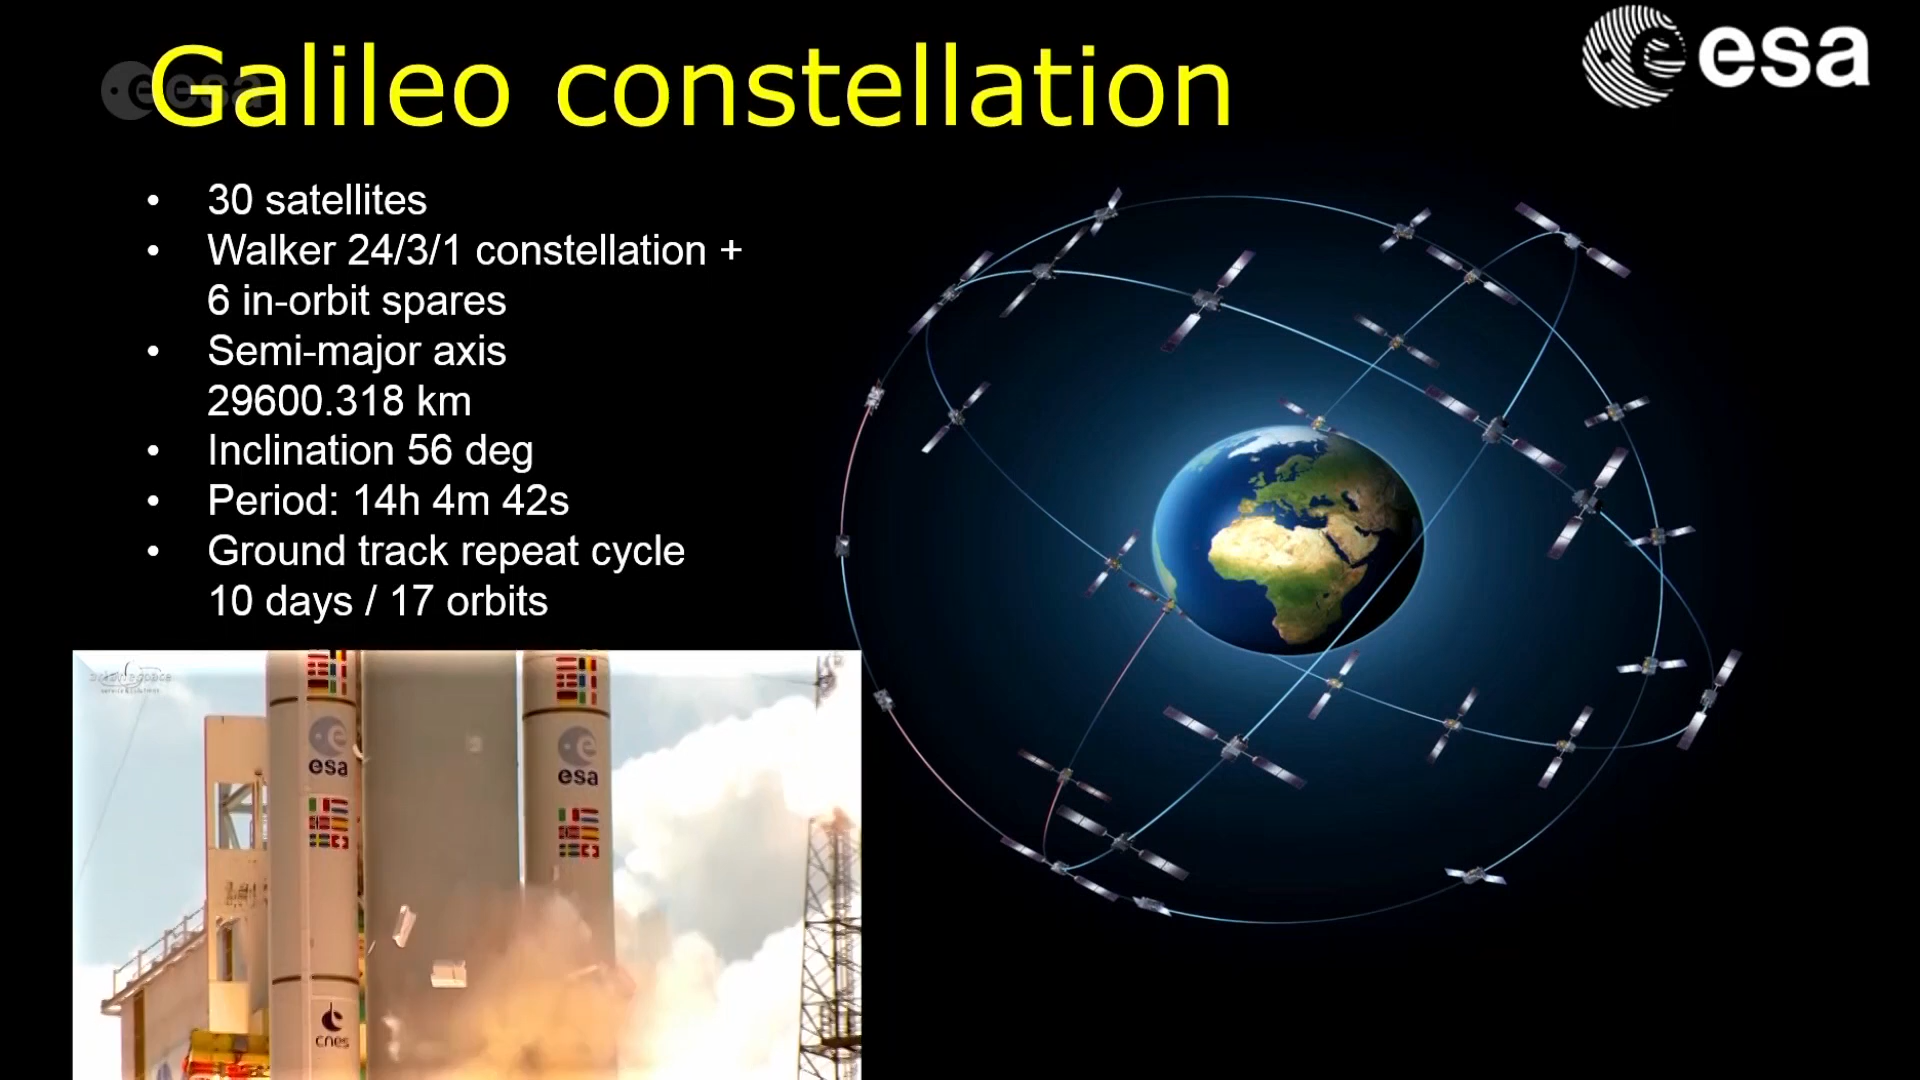 Galileo constellation
esa
esa
• 30 satellites
• Walker 24/3/1 constellation +
6 in-orbit spares
• Semi-major axis
29600.318 km
• Inclination 56 deg
• Period: 14h 4m 42s
• Ground track repeat cycle
10 days / 17 orbits
esa
esa
cnes